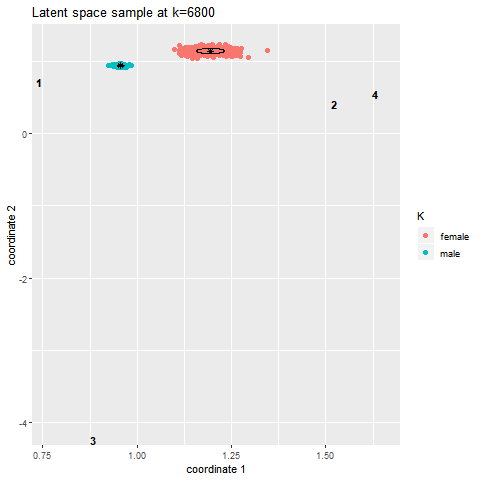 Latent space sample at k=6800
1
4
2
0
coordinate 2
K
female
male
-2
-4
3
0.75
1.00
1.25
1.50
coordinate 1